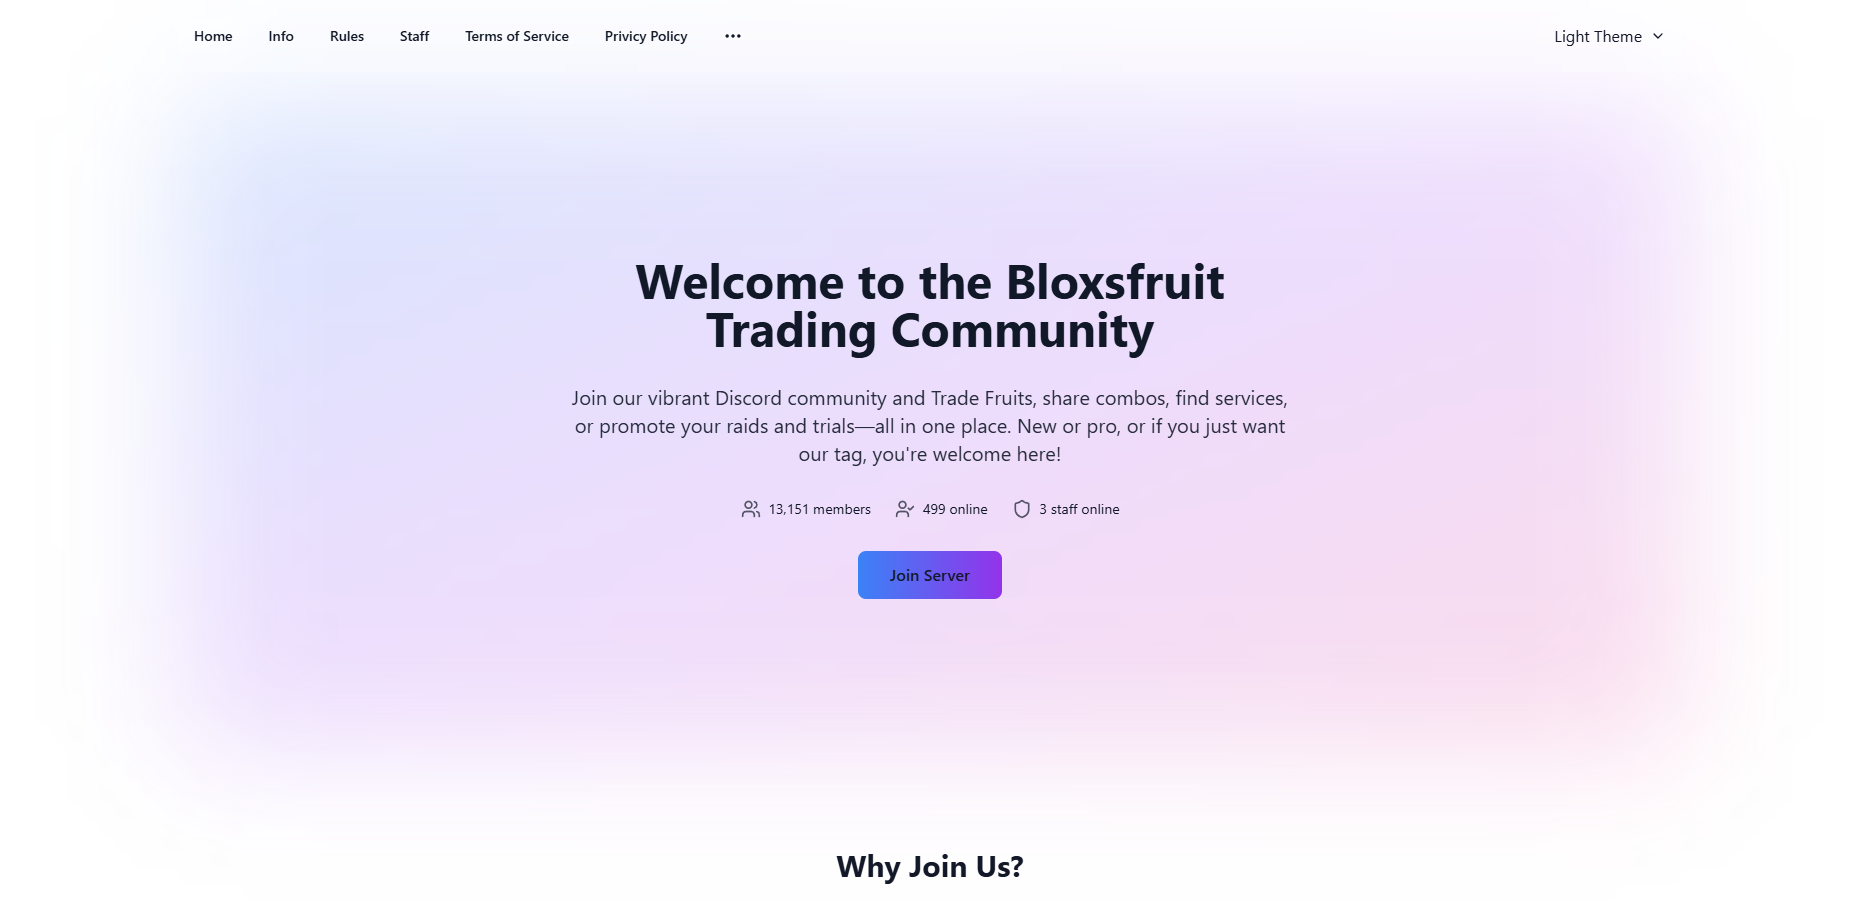 Home Info Rules Staff Terms of Service Privicy Policy ••• Light Theme
Welcome to the Bloxsfruit
Trading Community
Join our vibrant Discord community and Trade Fruits, share combos, find services,
or promote your raids and trials—all in one place. New or pro, or if you just want
our tag, you're welcome here!
13,151 members 499 online 3 staff online
Join Server
Why Join Us?